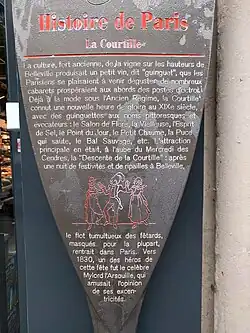 Histoire de Paris
La Courtille
La culture, fort ancienne, de la vigne sur les hauteurs de
Belleville produisait un petit vin, dit "guinguet", que les
Parisiens se plaisaient à venir déguster de nombreux
cabarets prospéraient aux abords des postes d'octroi.
Déjà à la mode sous l'Ancien Régime, la Courtille
connut une nouvelle heure de gloire au XIXe siècle,
avec des guinguettes aux noms pittoresques et
évocateurs : le Salon de Flore, la Vielleuse, l'Esprit
de Sel, le Point du Jour, le Petit Chaume, la Puce
qui saute, le Bal Sauvage, etc. L'attraction
principale en était, à l'aube du Mercredi des
Cendres, la "Descente de la Courtille" : après
une nuit de festivités et de ripailles à Belleville,
le flot tumultueux des fêtards,
masqués pour la plupart,
rentrait dans Paris. Vers
1830, un des héros de
cette fête fut le célèbre
Mylord l'Arsouille, qui
amusait l'opinion
de ses excen-
tricités.